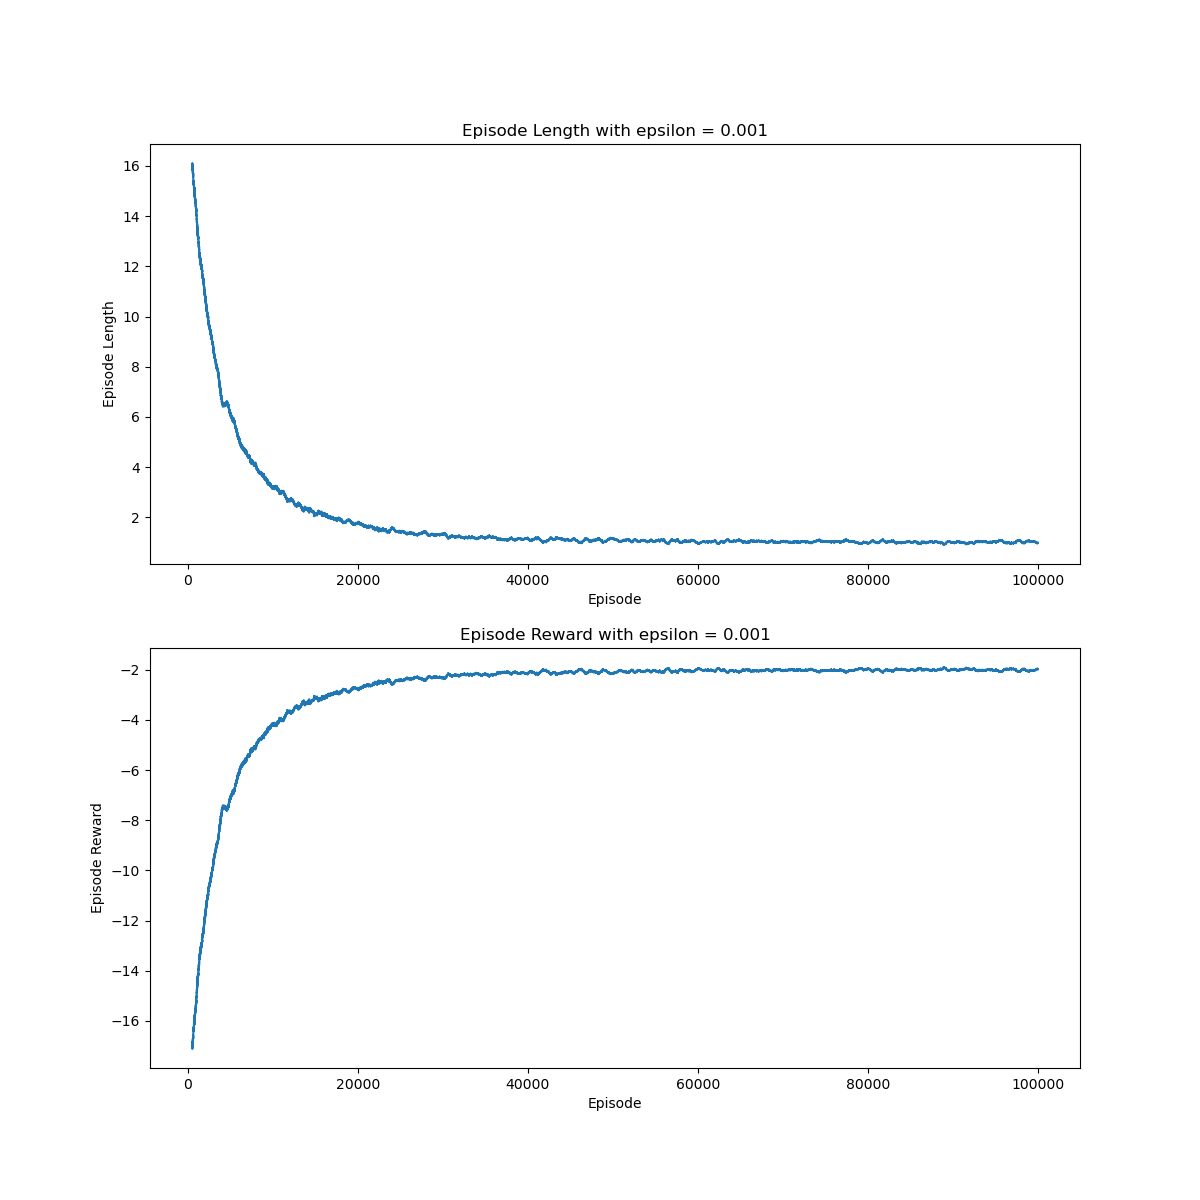 Episode Length with epsilon = 0.001
16
14
12
10
8
6
4
2
Episode Length
0 20000 40000 60000 80000 100000
Episode
Episode Reward with epsilon = 0.001
−2
−4
−6
−8
−10
−12
−14
−16
Episode Reward
0 20000 40000 60000 80000 100000
Episode